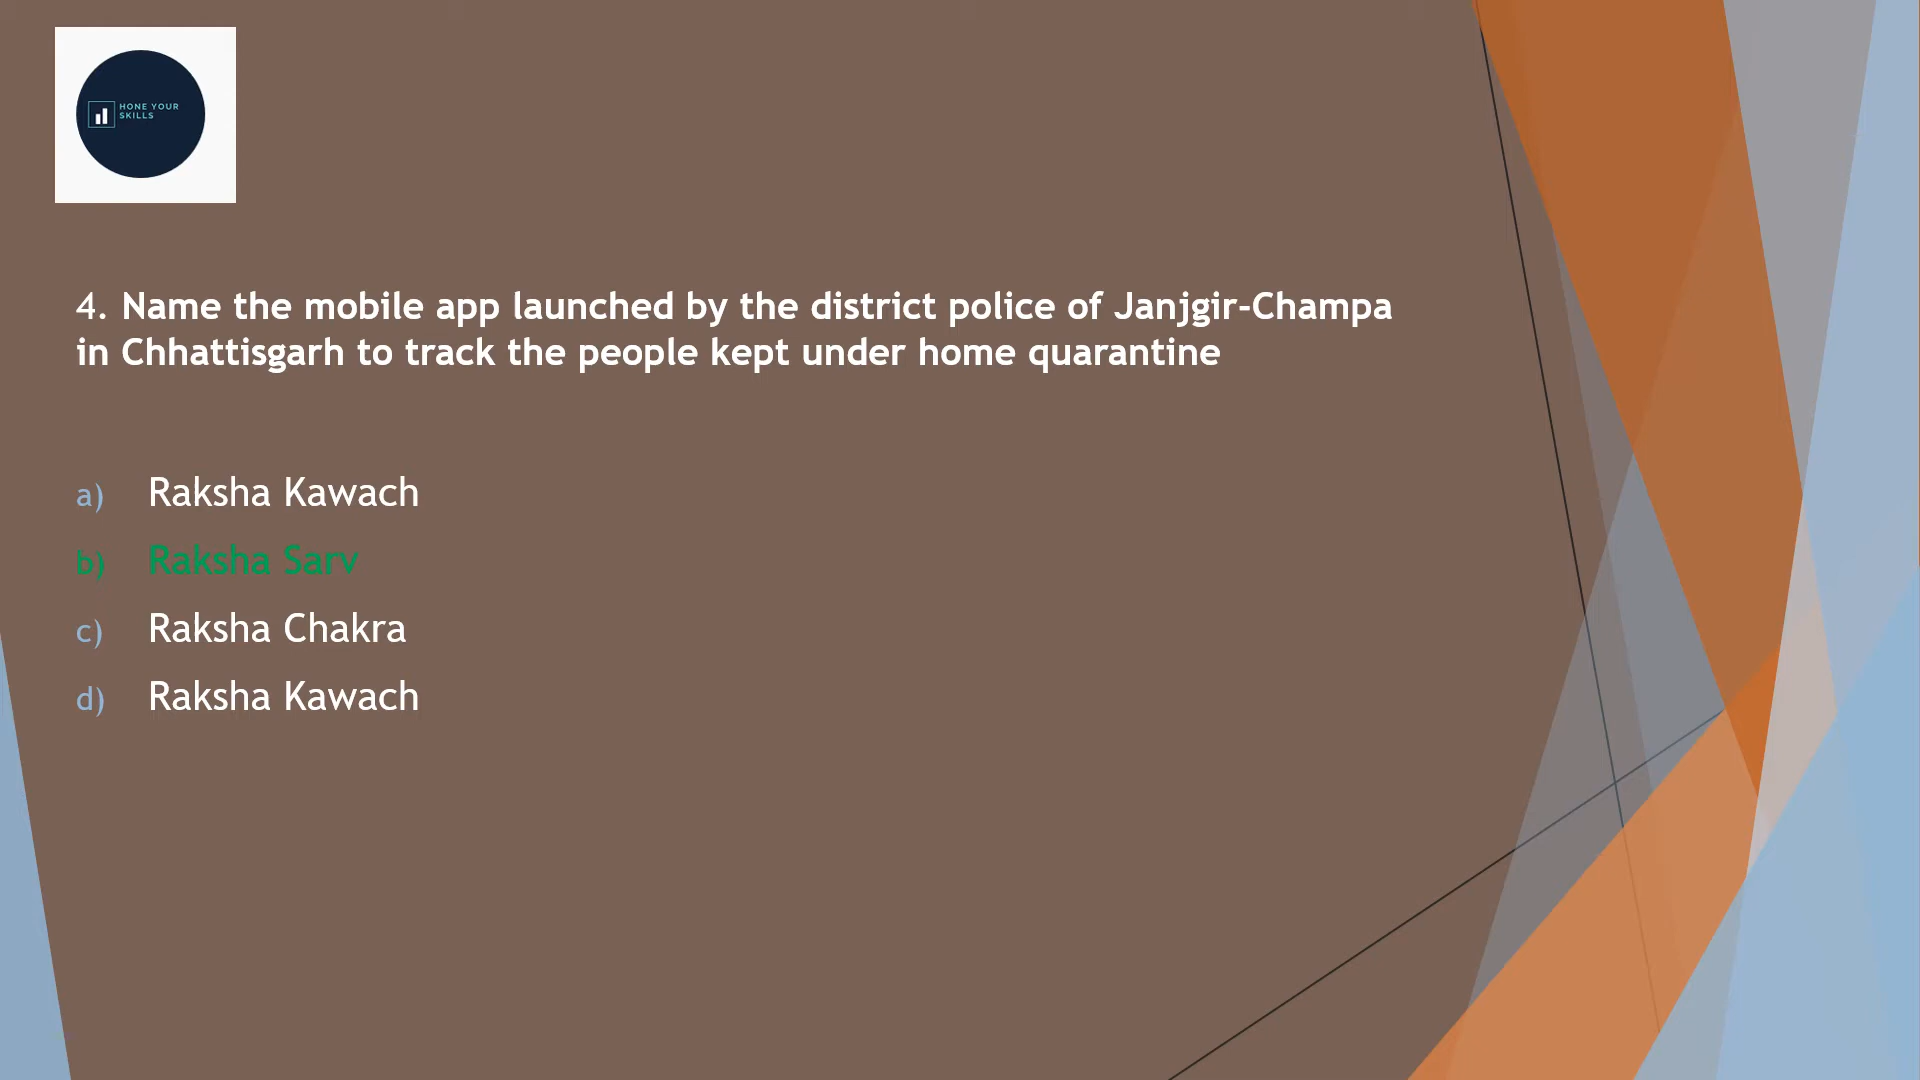 HONE YOUR
SKILLS
4. Name the mobile app launched by the district police of Janjgir-Champa
in Chhattisgarh to track the people kept under home quarantine
a) Raksha Kawach
b) Raksha Sarv
c) Raksha Chakra
d) Raksha Kawach